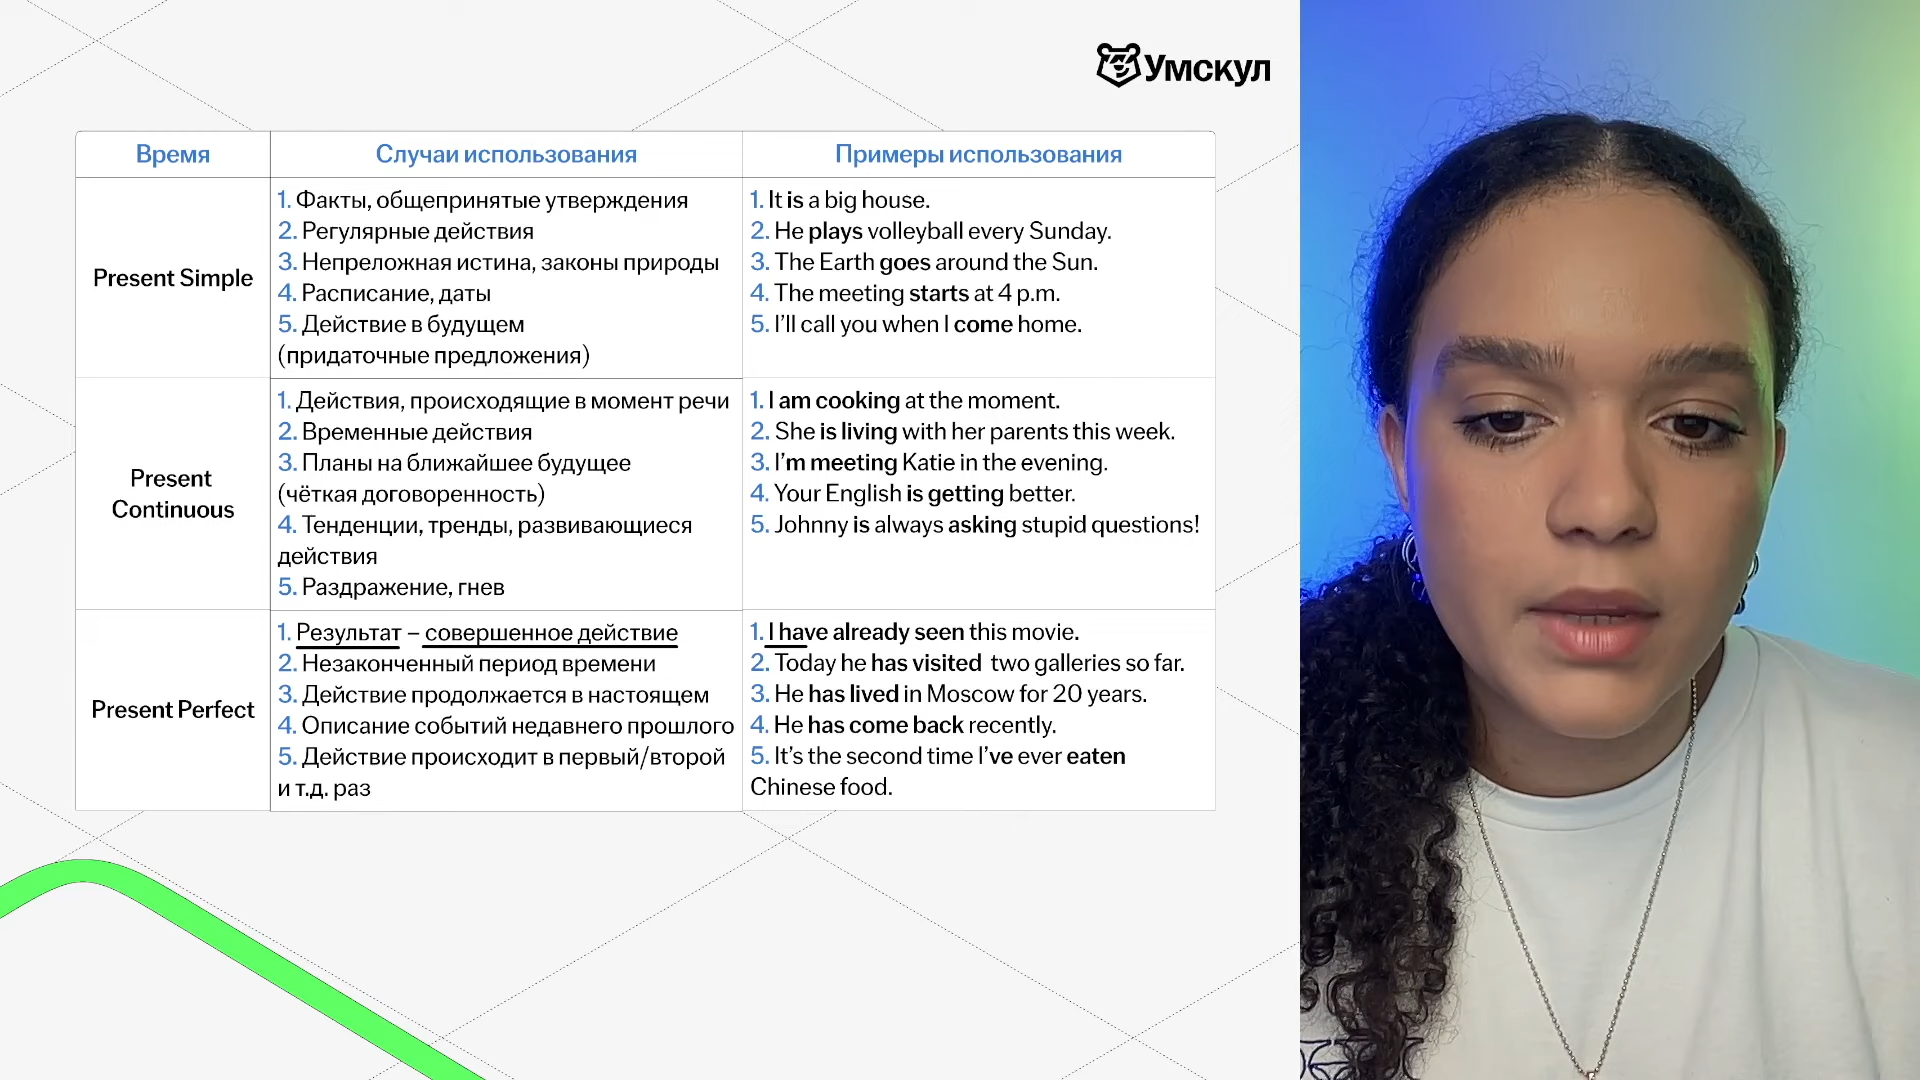 Умскул
Время
Случаи использования
Примеры использования
Present Simple
1. Факты, общепринятые утверждения
2. Регулярные действия
3. Непреложная истина, законы природы
4. Расписание, даты
5. Действие в будущем
(придаточные предложения)
1. It is a big house.
2. He plays volleyball every Sunday.
3. The Earth goes around the Sun.
4. The meeting starts at 4 p.m.
5. I’ll call you when I come home.
Present
Continuous
1. Действия, происходящие в момент речи
2. Временные действия
3. Планы на ближайшее будущее
(чёткая договоренность)
4. Тенденции, тренды, развивающиеся
действия
5. Раздражение, гнев
1. I am cooking at the moment.
2. She is living with her parents this week.
3. I’m meeting Katie in the evening.
4. Your English is getting better.
5. Johnny is always asking stupid questions!
Present Perfect
1. Результат – совершенное действие
2. Незаконченный период времени
3. Действие продолжается в настоящем
4. Описание событий недавнего прошлого
5. Действие происходит в первый/второй
и т.д. раз
1. I have already seen this movie.
2. Today he has visited two galleries so far.
3. He has lived in Moscow for 20 years.
4. He has come back recently.
5. It’s the second time I’ve ever eaten
Chinese food.